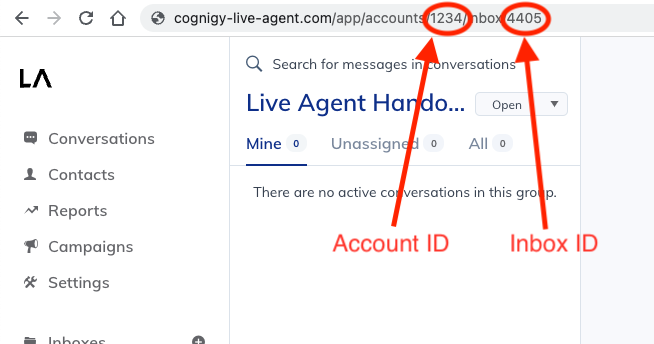 cognigy-live-agent.com/app/accounts/1234/inbox/4405
LA
Search for messages in conversations
Live Agent Hando...
Open
Mine 0
Unassigned 0
All 0
Conversations
Contacts
Reports
Campaigns
Settings
Inboxes
There are no active conversations in this group.
Account ID
Inbox ID